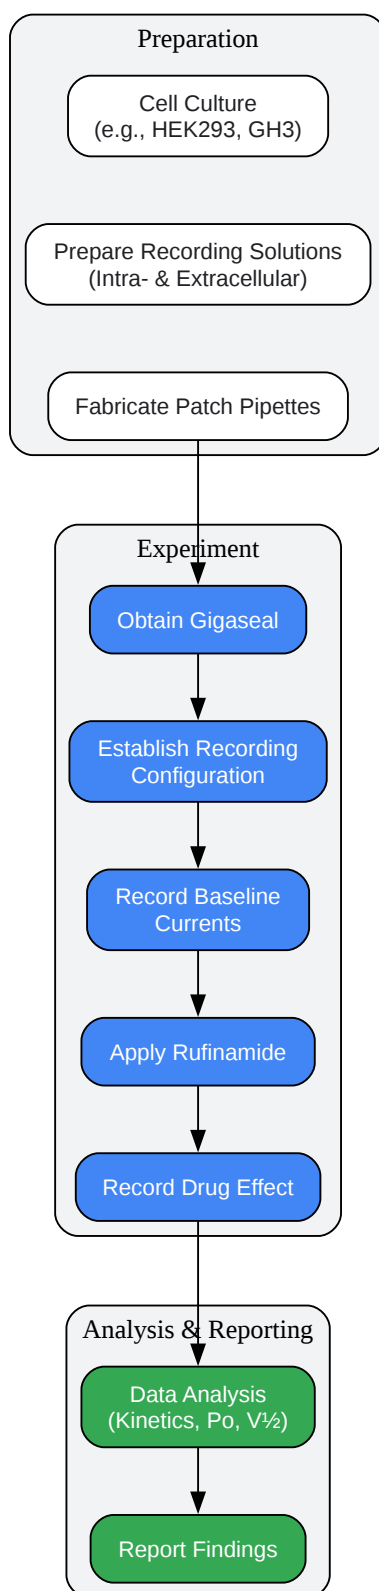 Preparation
Cell Culture
(e.g., HEK293, GH3)
Prepare Recording Solutions
(Intra- & Extracellular)
Fabricate Patch Pipettes
Experiment
Obtain Gigaseal
Establish Recording
Configuration
Record Baseline
Currents
Apply Rufinamide
Record Drug Effect
Analysis & Reporting
Data Analysis
(Kinetics, Po, V½)
Report Findings